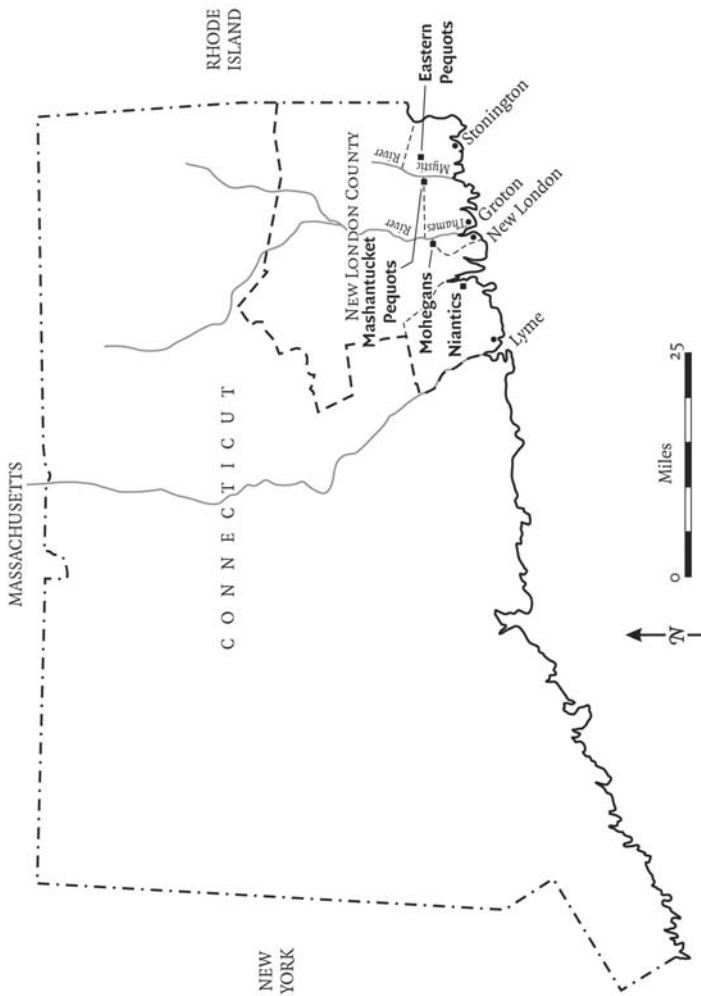 MASSACHUSETTS
RHODE
ISLAND
NEW
YORK
CONNECTICUT
NEW LONDON COUNTY
Mashantucket
Pequots
Eastern
Pequots
Mohegans
Niantics
Mystic
River
Thames
River
Stonington
Groton
New London
Lyme
N
0
25
Miles